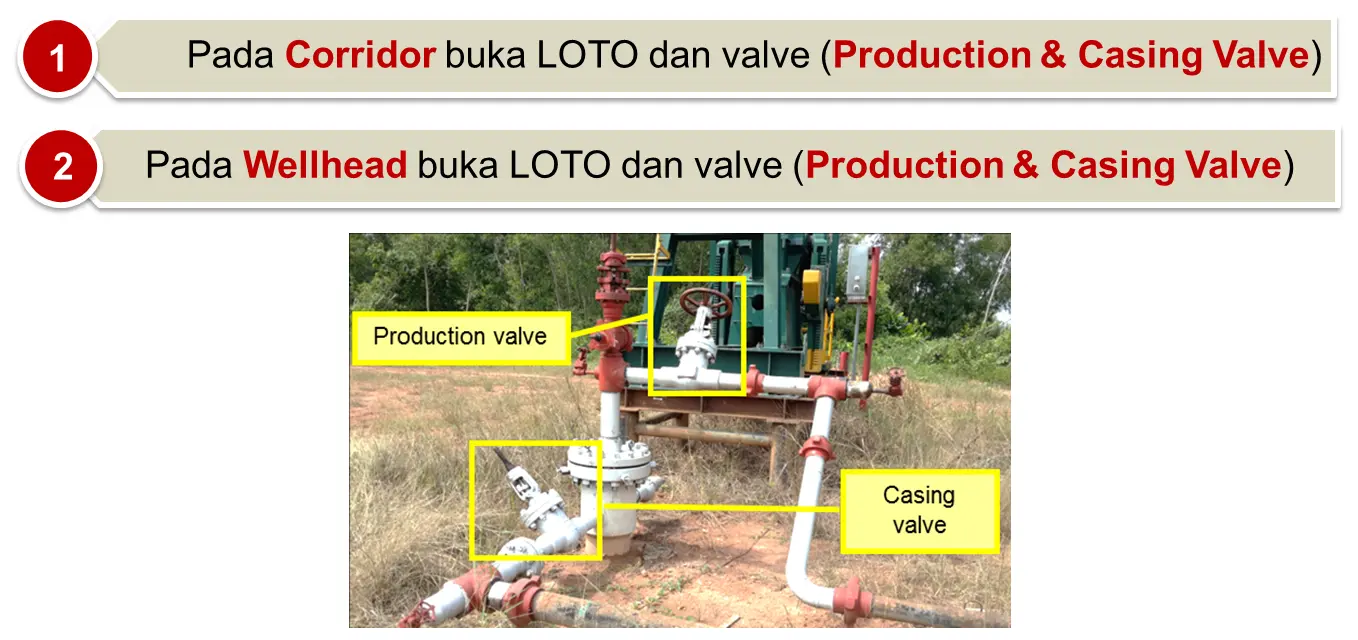 1
Pada Corridor buka LOTO dan valve (Production & Casing Valve)
2
Pada Wellhead buka LOTO dan valve (Production & Casing Valve)
Production valve
Casing
valve